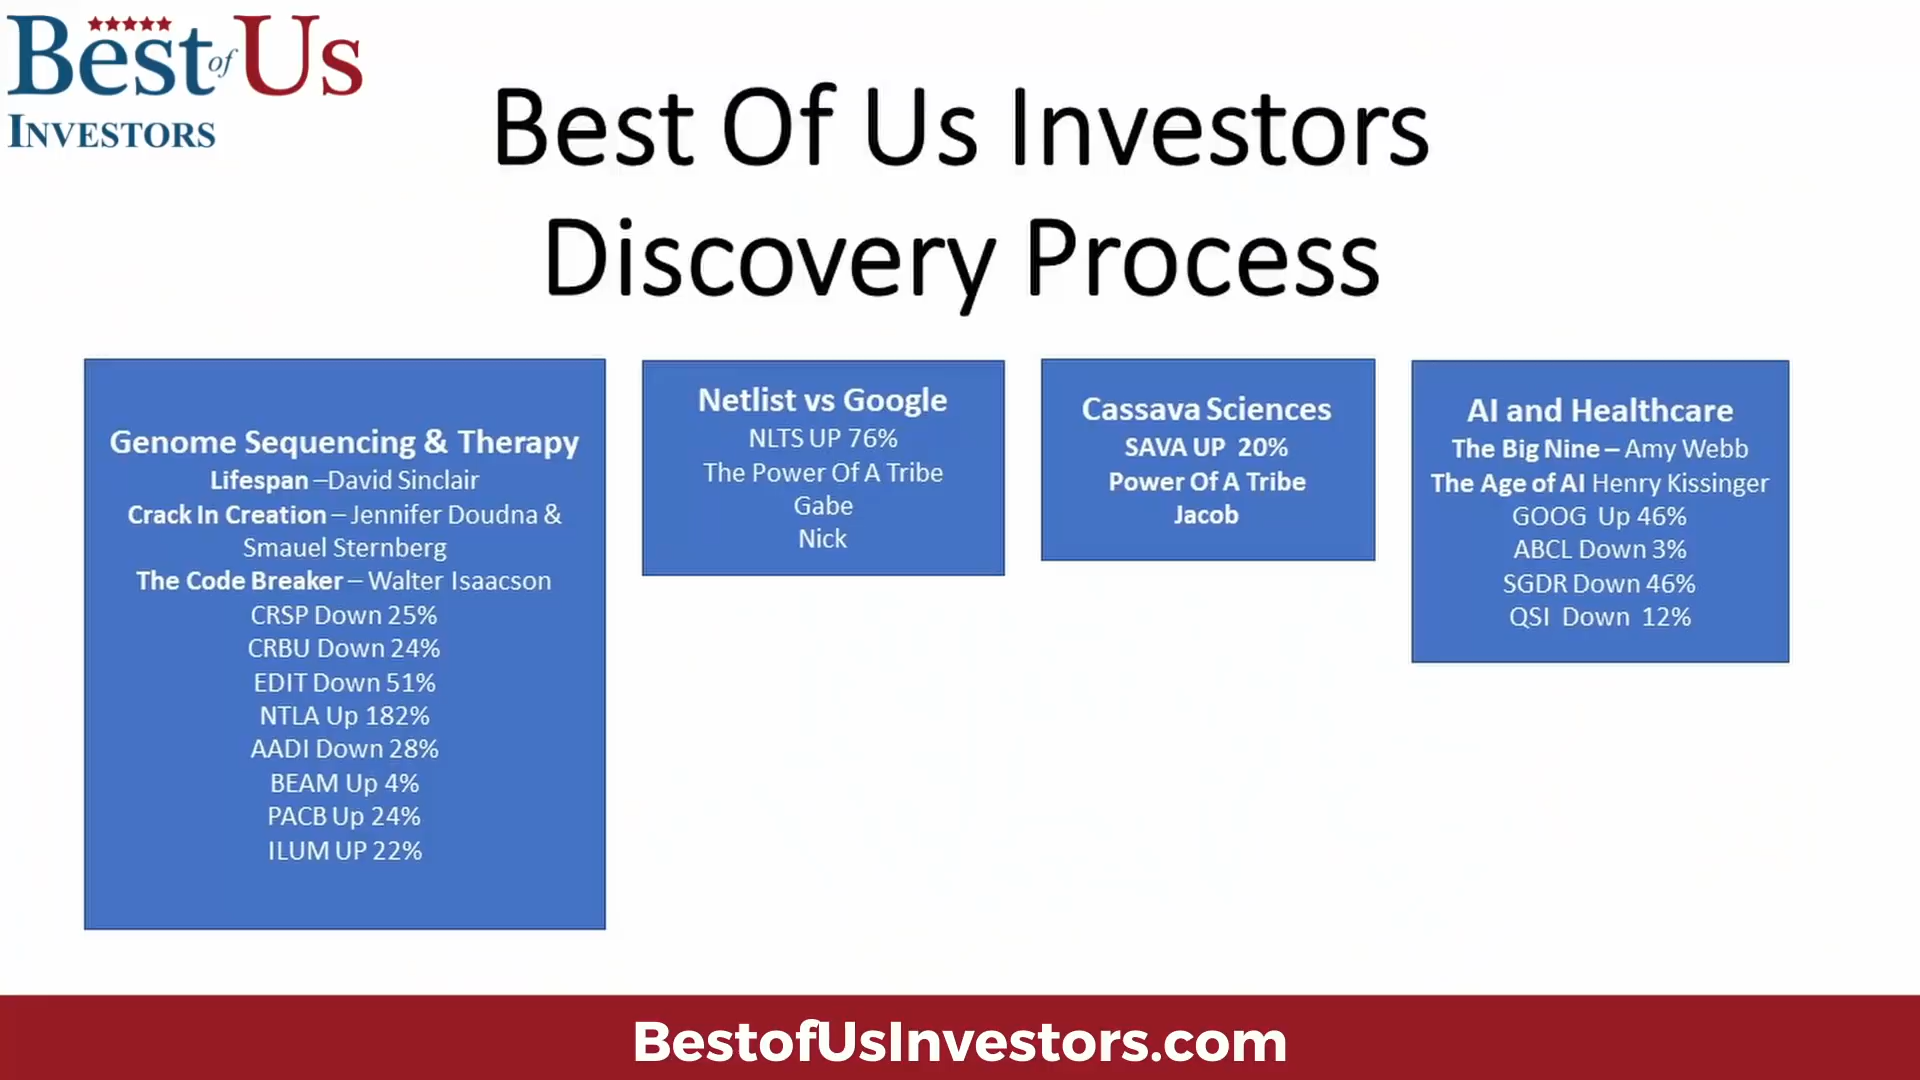 Best of Us
INVESTORS
Best Of Us Investors
Discovery Process
Genome Sequencing & Therapy
Lifespan –David Sinclair
Crack In Creation – Jennifer Doudna &
Smauel Sternberg
The Code Breaker – Walter Isaacson
CRSP Down 25%
CRBU Down 24%
EDIT Down 51%
NTLA Up 182%
AADI Down 28%
BEAM Up 4%
PACB Up 24%
ILUM UP 22%
Netlist vs Google
NLTS UP 76%
The Power Of A Tribe
Gabe
Nick
Cassava Sciences
SAVA UP 20%
Power Of A Tribe
Jacob
AI and Healthcare
The Big Nine – Amy Webb
The Age of AI Henry Kissinger
GOOG Up 46%
ABCL Down 3%
SGDR Down 46%
QSI Down 12%
BestofUsInvestors.com